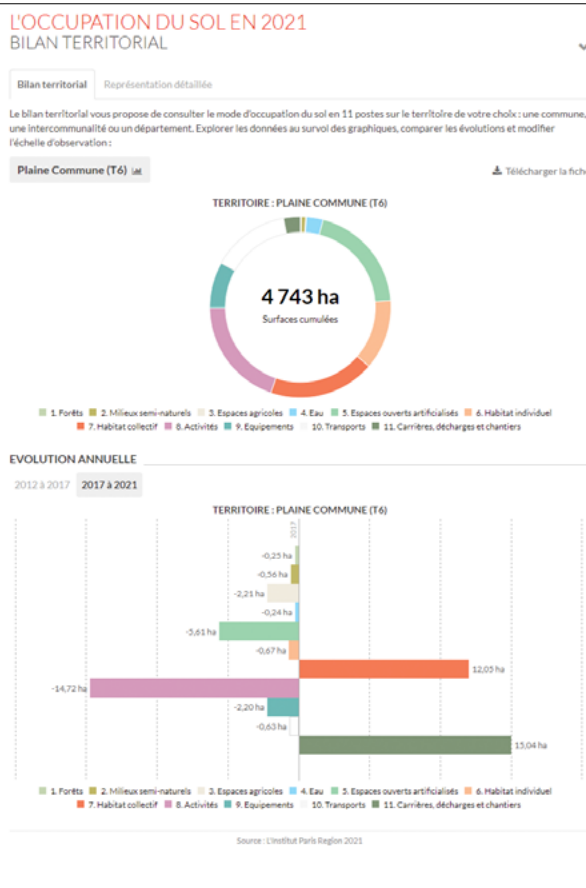 L'OCCUPATION DU SOL EN 2021
BILAN TERRITORIAL
Bilan territorial Représentation détaillée
Le bilan territorial vous propose de consulter le mode d'occupation du sol en 11 postes sur le territoire de votre choix : une commune,
une intercommunalité ou un département. Explorer les données au survol des graphiques, comparer les évolutions et modifier
l'échelle d'observation :
Plaine Commune (T6) Télécharger la fiche
TERRITOIRE : PLAINE COMMUNE (T6)
4 743 ha
Surfaces cumulées
1. Forêts 2. Milieux semi-naturels 3. Espaces agricoles 4. Eau 5. Espaces ouverts artificialisés 6. Habitat individuel
7. Habitat collectif 8. Activités 9. Equipements 10. Transports 11. Carrières, décharges et chantiers
EVOLUTION ANNUELLE
2012 à 2017 2017 à 2021
TERRITOIRE : PLAINE COMMUNE (T6)
2017
-0,25 ha
-0,56 ha
-2,21 ha
-0,24 ha
-5,61 ha
-0,67 ha
12,05 ha
-14,72 ha
-2,20 ha
-0,63 ha
15,04 ha
1. Forêts 2. Milieux semi-naturels 3. Espaces agricoles 4. Eau 5. Espaces ouverts artificialisés 6. Habitat individuel
7. Habitat collectif 8. Activités 9. Equipements 10. Transports 11. Carrières, décharges et chantiers
Source : L'Institut Paris Region 2021